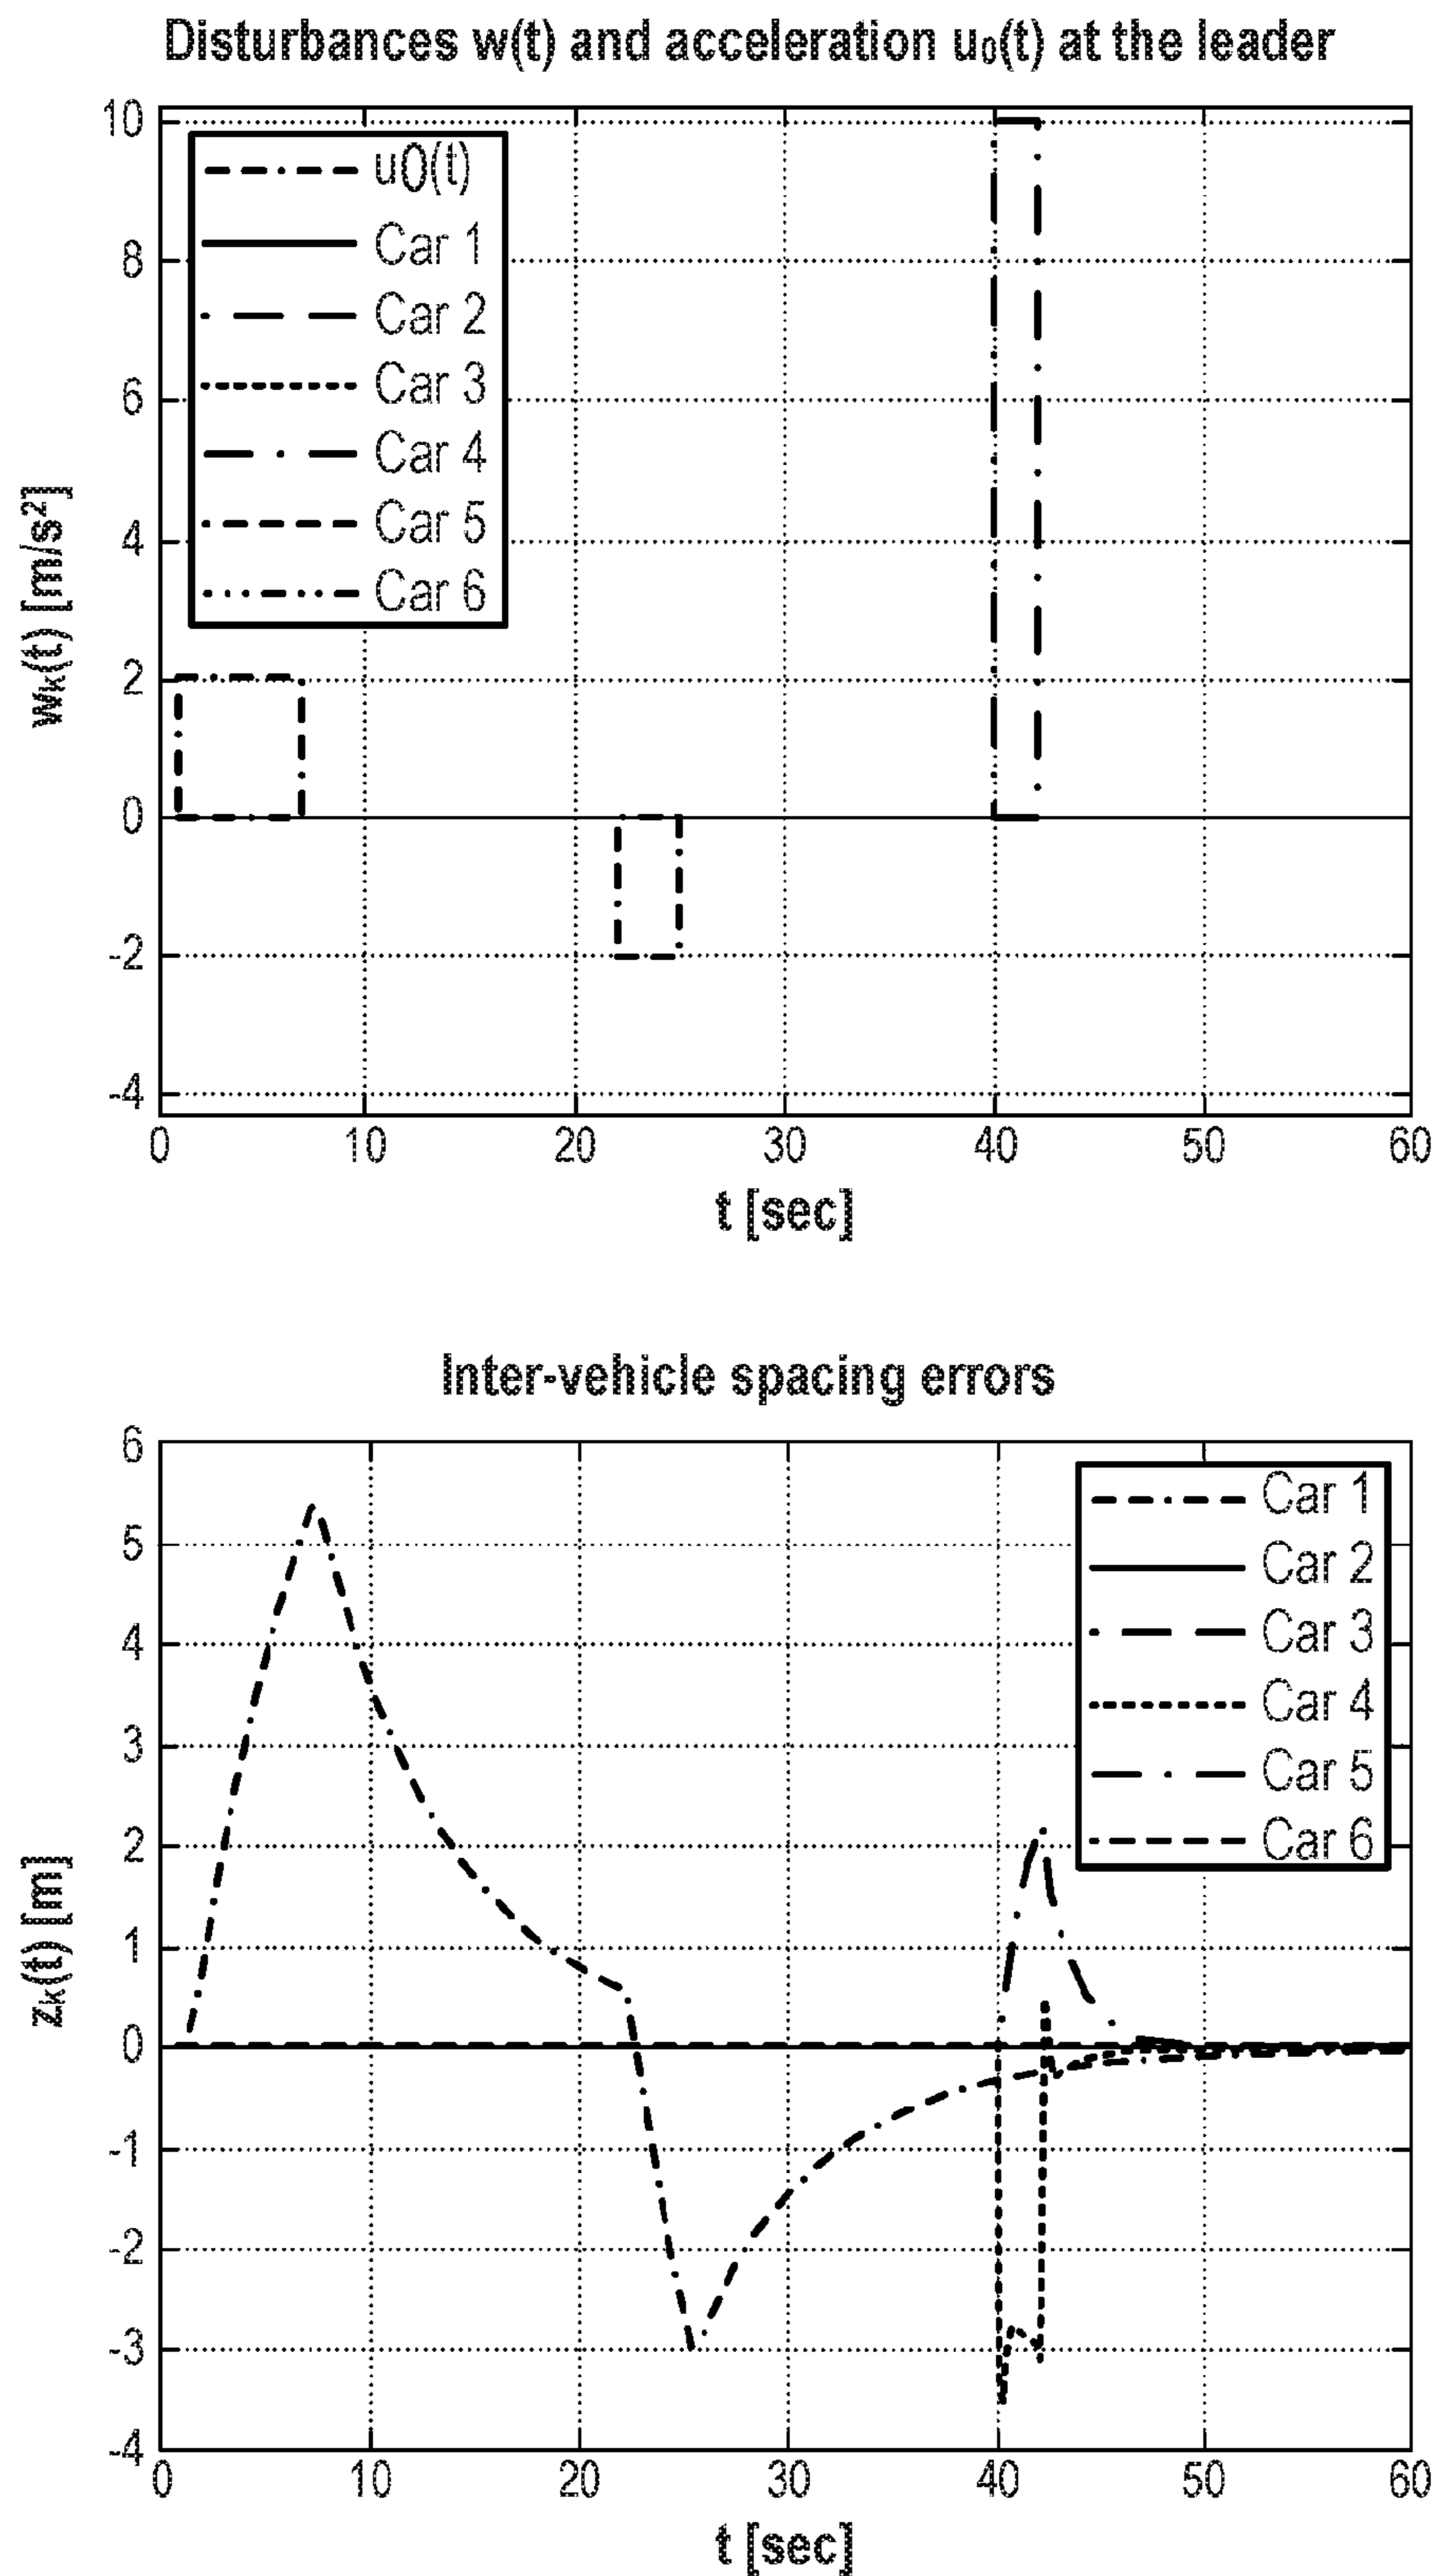 Disturbances w(t) and acceleration u₀(t) at the leader
10
8
6
4
2
0
-2
-4
wₖ(t) [m/s²]
u0(t)
Car 1
Car 2
Car 3
Car 4
Car 5
Car 6
0 10 20 30 40 50 60
t [sec]
Inter-vehicle spacing errors
6
5
4
3
2
1
0
-1
-2
-3
-4
zₖ(t) [m]
Car 1
Car 2
Car 3
Car 4
Car 5
Car 6
0 10 20 30 40 50 60
t [sec]